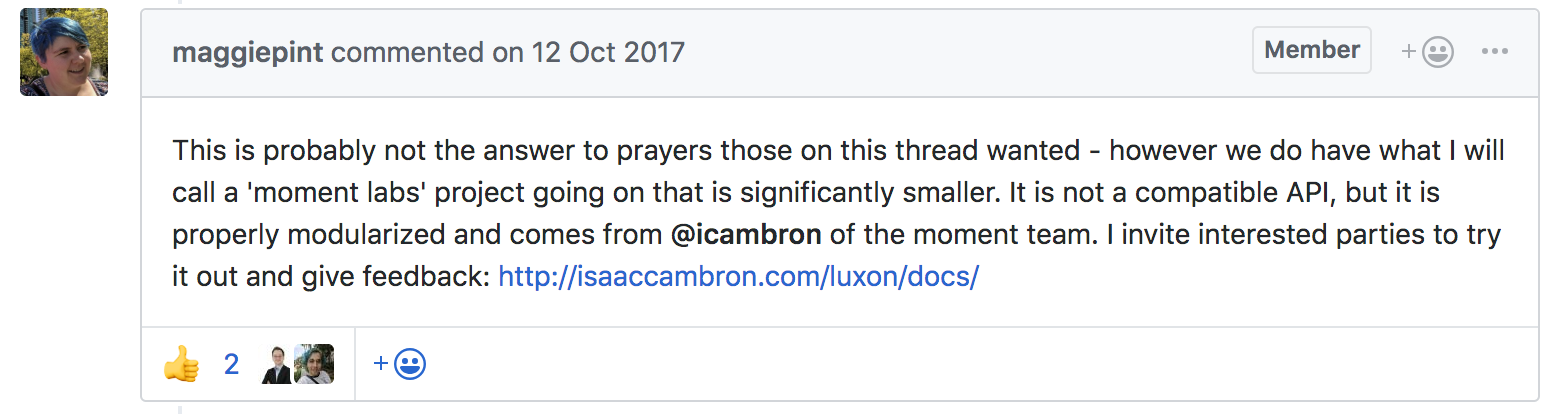 maggiepint commented on 12 Oct 2017
Member
This is probably not the answer to prayers those on this thread wanted - however we do have what I will
call a 'moment labs' project going on that is significantly smaller. It is not a compatible API, but it is
properly modularized and comes from @icambron of the moment team. I invite interested parties to try
it out and give feedback: http://isaaccambron.com/luxon/docs/
2